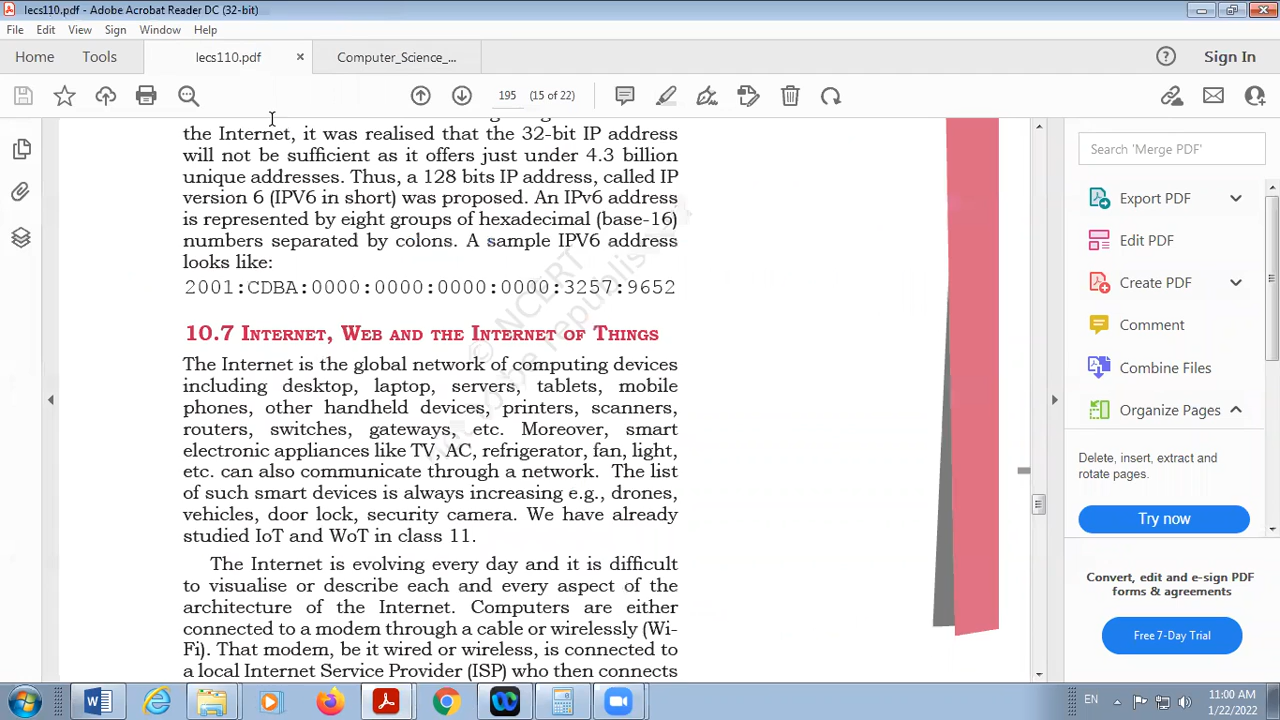 lecs110.pdf - Adobe Acrobat Reader DC (32-bit)
File Edit View Sign Window Help
Home Tools lecs110.pdf × Computer_Science_... ? Sign In
195 (15 of 22)
the Internet, it was realised that the 32-bit IP address
will not be sufficient as it offers just under 4.3 billion
unique addresses. Thus, a 128 bits IP address, called IP
version 6 (IPV6 in short) was proposed. An IPv6 address
is represented by eight groups of hexadecimal (base-16)
numbers separated by colons. A sample IPV6 address
looks like:
2001:CDBA:0000:0000:0000:0000:3257:9652
10.7 Internet, Web and the Internet of Things
The Internet is the global network of computing devices
including desktop, laptop, servers, tablets, mobile
phones, other handheld devices, printers, scanners,
routers, switches, gateways, etc. Moreover, smart
electronic appliances like TV, AC, refrigerator, fan, light,
etc. can also communicate through a network. The list
of such smart devices is always increasing e.g., drones,
vehicles, door lock, security camera. We have already
studied IoT and WoT in class 11.
The Internet is evolving every day and it is difficult
to visualise or describe each and every aspect of the
architecture of the Internet. Computers are either
connected to a modem through a cable or wirelessly (Wi-
Fi). That modem, be it wired or wireless, is connected to
a local Internet Service Provider (ISP) who then connects
© NCERT
not to be republished
Search 'Merge PDF'
Export PDF
Edit PDF
Create PDF
Comment
Combine Files
Organize Pages
Delete, insert, extract and
rotate pages.
Try now
Convert, edit and e-sign PDF
forms & agreements
Free 7-Day Trial
EN
11:00 AM
1/22/2022